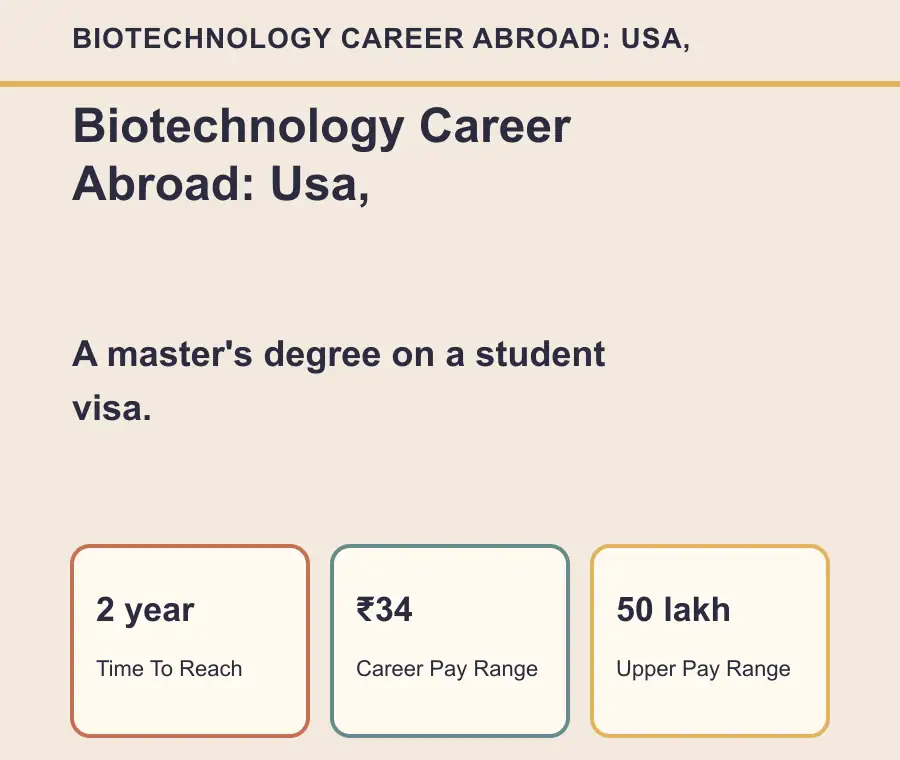 BIOTECHNOLOGY CAREER ABROAD: USA,
Biotechnology Career
Abroad: Usa,
A master's degree on a student
visa.
2 year
Time To Reach
₹34
Career Pay Range
50 lakh
Upper Pay Range